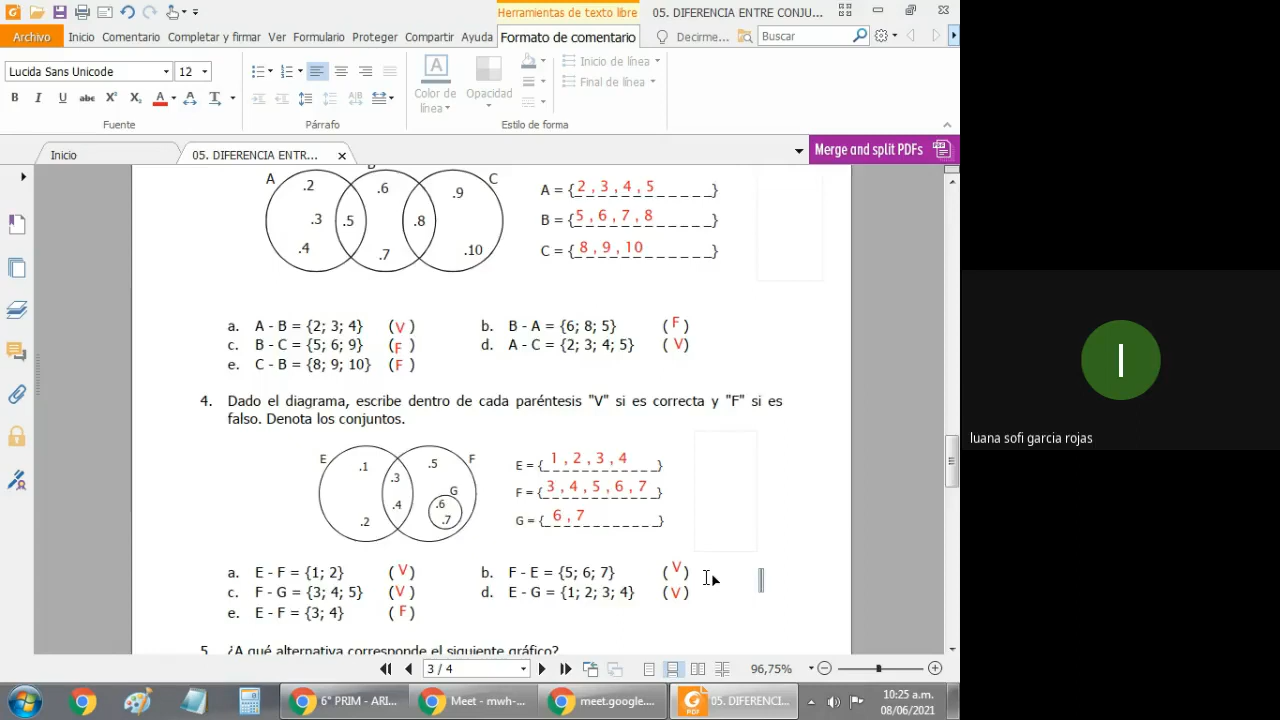 Herramientas de texto libre
05. DIFERENCIA ENTRE CONJU...
Archivo Inicio Comentario Completar y firmar Ver Formulario Proteger Compartir Ayuda Formato de comentario Decirme... Buscar
Lucida Sans Unicode 12
Color de línea Opacidad Inicio de línea
Final de línea
Fuente Párrafo Estilo de forma
Inicio 05. DIFERENCIA ENTR... Merge and split PDFs
A C
.2 .6 .9
.3 .5 .8
.4 .7 .10
A = {2 , 3 , 4 , 5}
B = {5 , 6 , 7 , 8}
C = {8 , 9 , 10}
a. A - B = {2; 3; 4} (V) b. B - A = {6; 8; 5} (F)
c. B - C = {5; 6; 9} (F) d. A - C = {2; 3; 4; 5} (V)
e. C - B = {8; 9; 10} (F)
4. Dado el diagrama, escribe dentro de cada paréntesis "V" si es correcta y "F" si es
falso. Denota los conjuntos.
E F
.1 .5
.3 G
.4 .6
.2 .7
E = {1 , 2 , 3 , 4}
F = {3 , 4 , 5 , 6 , 7}
G = {6 , 7}
a. E - F = {1; 2} (V) b. F - E = {5; 6; 7} (V)
c. F - G = {3; 4; 5} (V) d. E - G = {1; 2; 3; 4} (V)
e. E - F = {3; 4} (F)
5. ¿A qué alternativa corresponde el siguiente gráfico?
3 / 4 96,75%
6° PRIM - ARI... Meet - mwh-... meet.google.... 05. DIFERENCI...
10:25 a.m.
08/06/2021
I
luana sofi garcia rojas